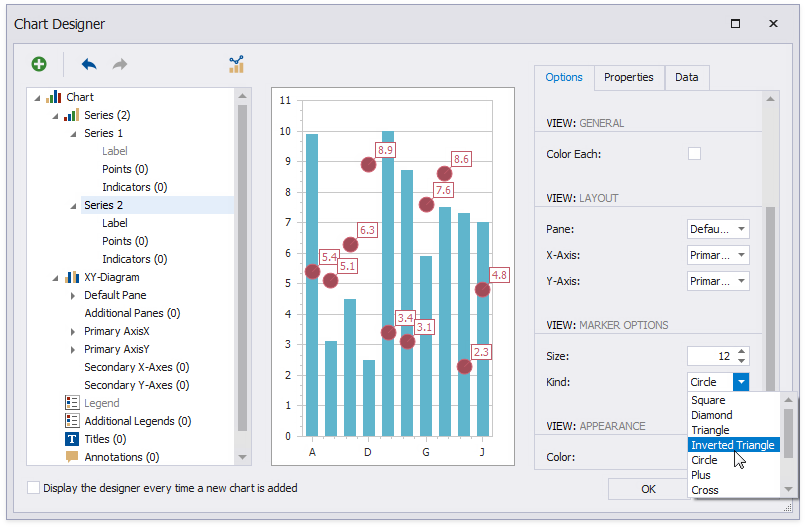 Chart Designer
Options
Properties
Data
Chart
Series (2)
Series 1
Label
Points (0)
Indicators (0)
Series 2
Label
Points (0)
Indicators (0)
XY-Diagram
Default Pane
Additional Panes (0)
Primary AxisX
Primary AxisY
Secondary X-Axes (0)
Secondary Y-Axes (0)
Legend
Additional Legends (0)
T Titles (0)
Annotations (0)
11
10
9
8
7
6
5
4
3
2
1
0
5.4
5.1
6.3
8.9
3.4
3.1
7.6
8.6
2.3
4.8
A
D
G
J
VIEW: GENERAL
Color Each:
VIEW: LAYOUT
Pane: Defau...
X-Axis: Primar...
Y-Axis: Primar...
VIEW: MARKER OPTIONS
Size: 12
Kind: Circle
Square
Diamond
Triangle
Inverted Triangle
Circle
Plus
Cross
VIEW: APPEARANCE
Color:
Display the designer every time a new chart is added
OK